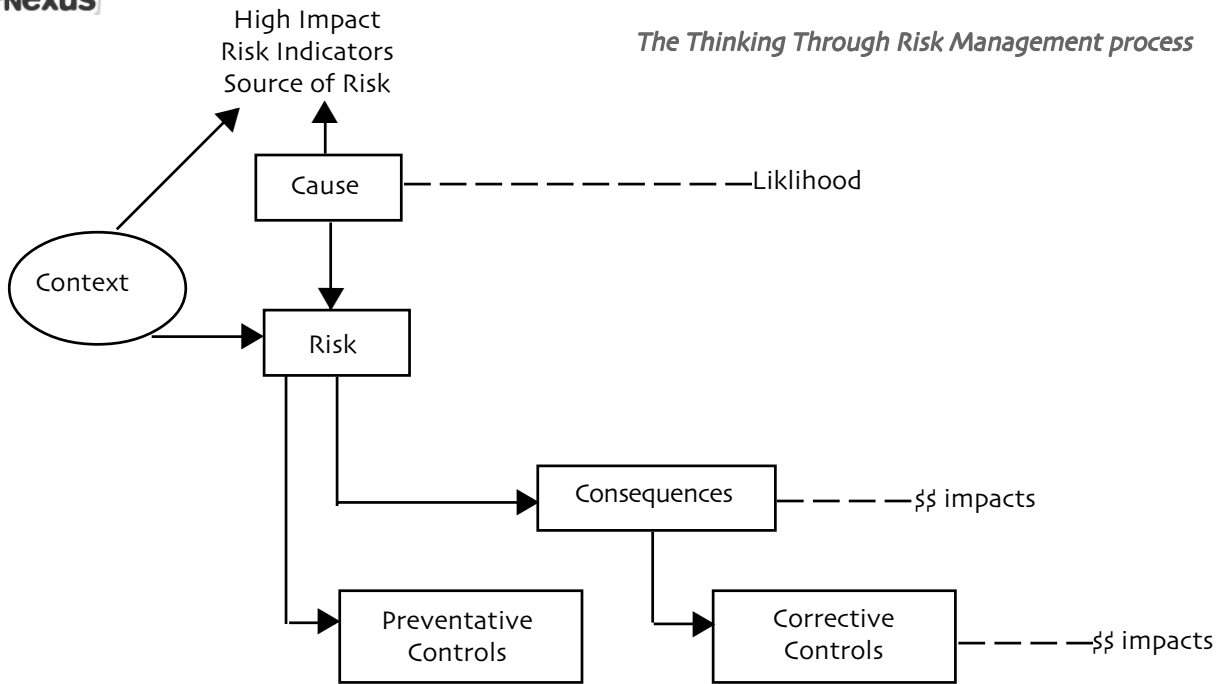 Nexus
High Impact
Risk Indicators
Source of Risk
The Thinking Through Risk Management process
Cause
Liklihood
Context
Risk
Consequences
$$ impacts
Preventative
Controls
Corrective
Controls
$$ impacts